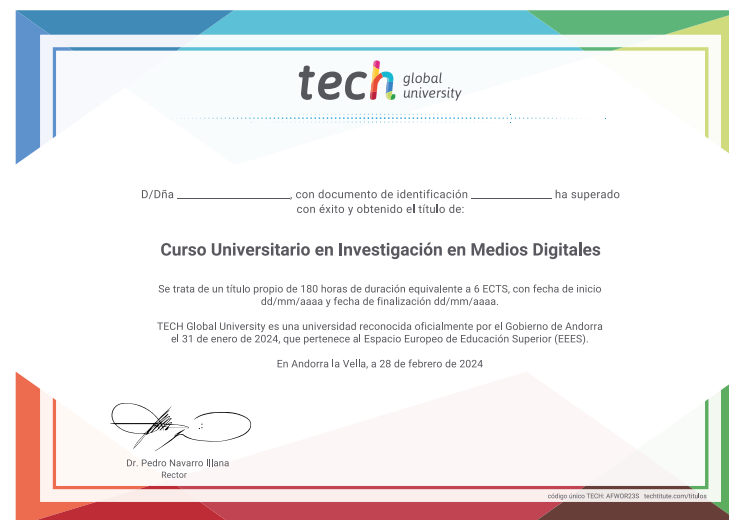 tech global
university
D/Dña ____________________, con documento de identificación ______________ ha superado
con éxito y obtenido el título de:
Curso Universitario en Investigación en Medios Digitales
Se trata de un título propio de 180 horas de duración equivalente a 6 ECTS, con fecha de inicio
dd/mm/aaaa y fecha de finalización dd/mm/aaaa.
TECH Global University es una universidad reconocida oficialmente por el Gobierno de Andorra
el 31 de enero de 2024, que pertenece al Espacio Europeo de Educación Superior (EEES).
En Andorra la Vella, a 28 de febrero de 2024
Dr. Pedro Navarro Illana
Rector
código único TECH: AFWOR23S techtitute.com/titulos